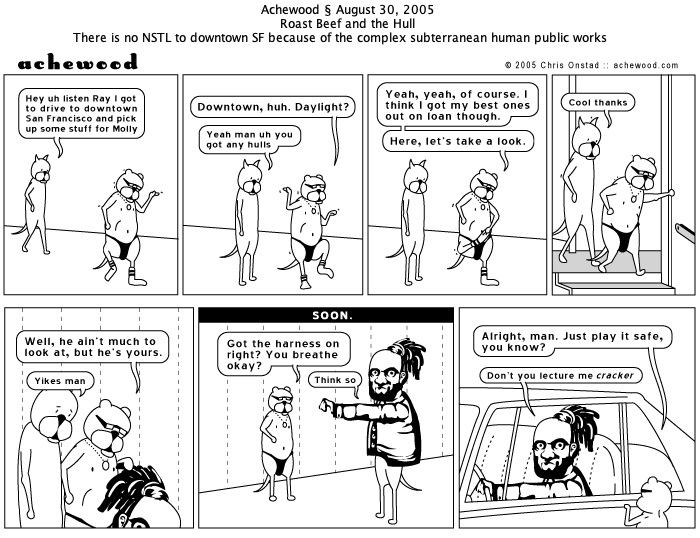 Achewood § August 30, 2005
Roast Beef and the Hull
There is no NSTL to downtown SF because of the complex subterranean human public works
achewood
© 2005 Chris Onstad :: achewood.com
Hey uh listen Ray I got
to drive to downtown
San Francisco and pick
up some stuff for Molly
Downtown, huh. Daylight?
Yeah man uh you
got any hulls
Yeah, yeah, of course. I
think I got my best ones
out on loan though.
Here, let's take a look.
Cool thanks
Well, he ain't much to
look at, but he's yours.
Yikes man
SOON.
Got the harness on
right? You breathe
okay?
Think so
Alright, man. Just play it safe,
you know?
Don't you lecture me cracker